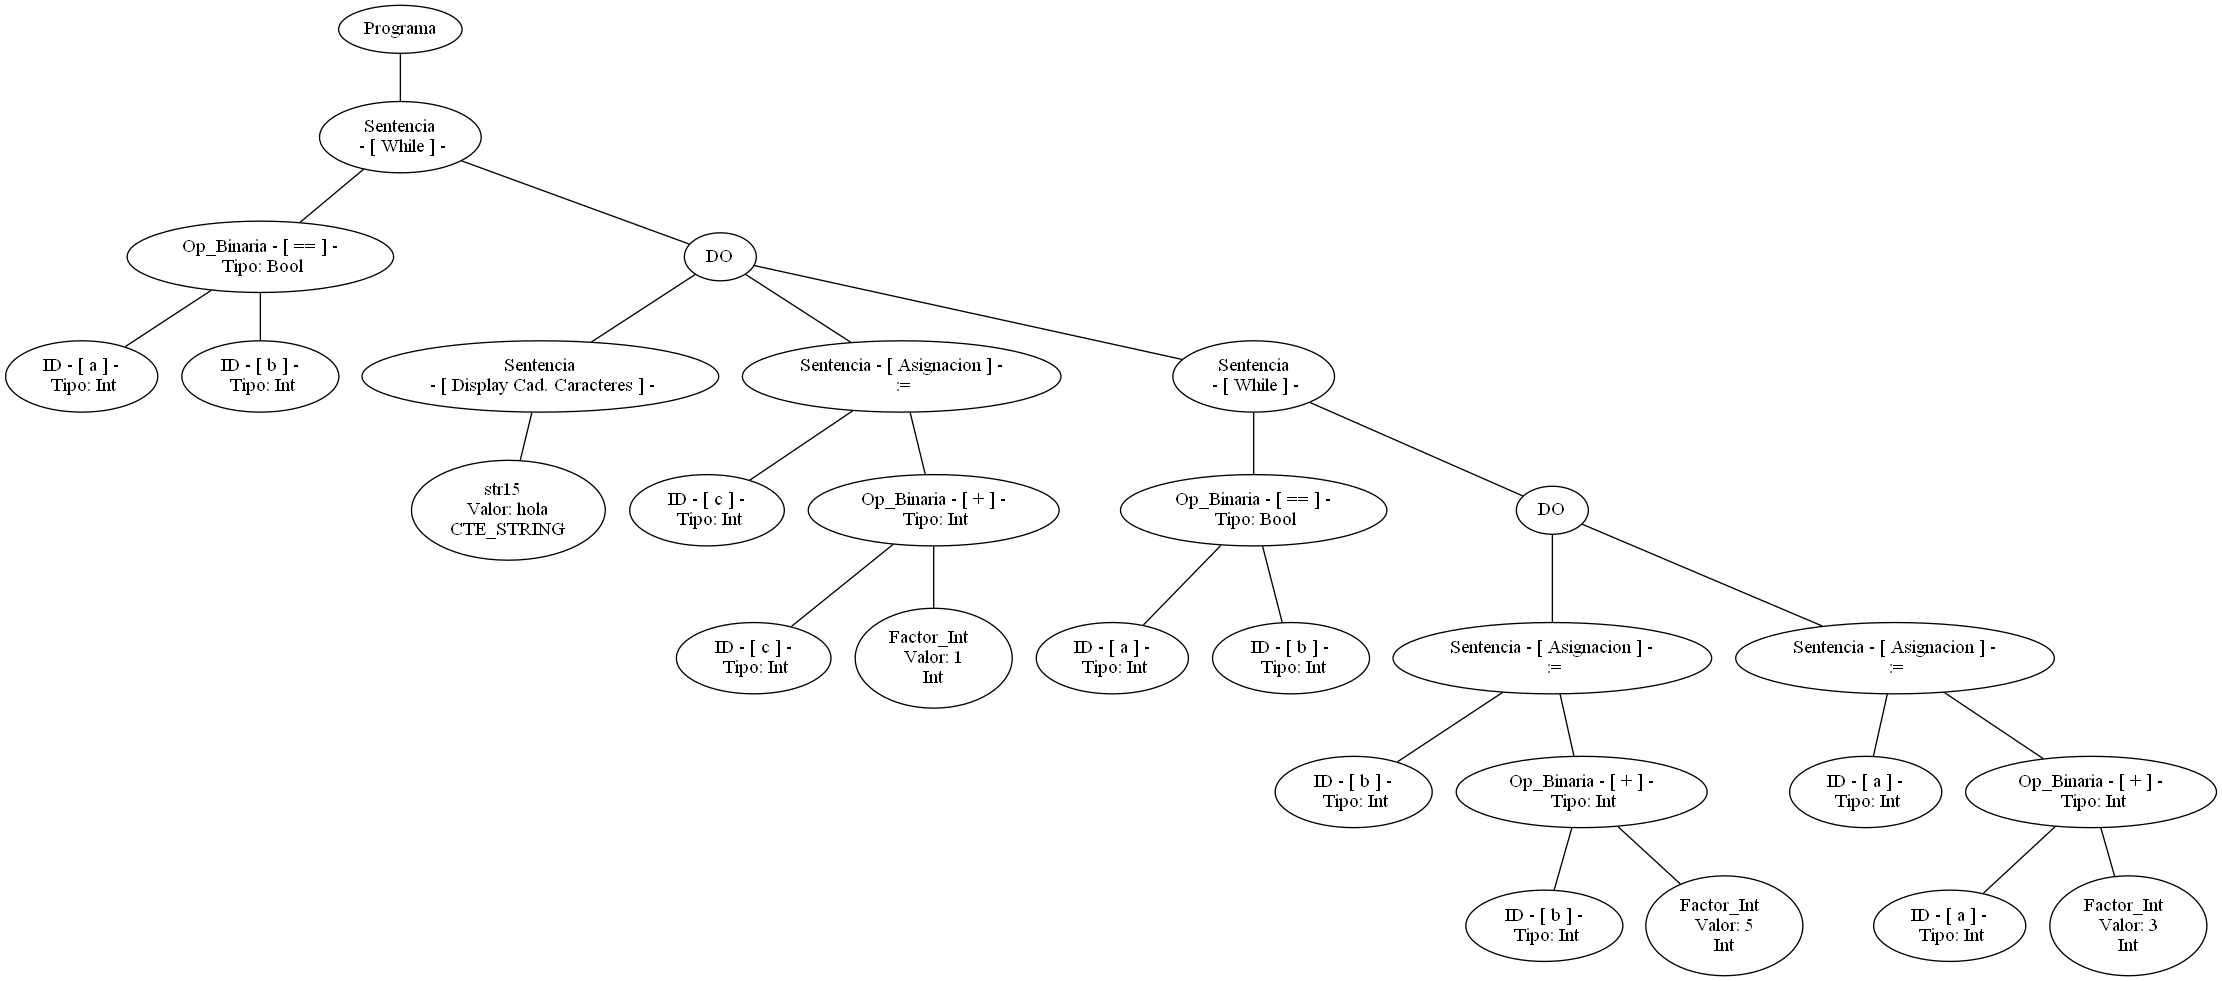 Programa
Sentencia
- [ While ] -
Op_Binaria - [ == ] -
Tipo: Bool
DO
ID - [ a ] -
Tipo: Int
ID - [ b ] -
Tipo: Int
Sentencia
- [ Display Cad. Caracteres ] -
Sentencia - [ Asignacion ] -
:=
Sentencia
- [ While ] -
str15
Valor: hola
CTE_STRING
ID - [ c ] -
Tipo: Int
Op_Binaria - [ + ] -
Tipo: Int
Op_Binaria - [ == ] -
Tipo: Bool
DO
ID - [ c ] -
Tipo: Int
Factor_Int
Valor: 1
Int
ID - [ a ] -
Tipo: Int
ID - [ b ] -
Tipo: Int
Sentencia - [ Asignacion ] -
:=
Sentencia - [ Asignacion ] -
:=
ID - [ b ] -
Tipo: Int
Op_Binaria - [ + ] -
Tipo: Int
ID - [ a ] -
Tipo: Int
Op_Binaria - [ + ] -
Tipo: Int
ID - [ b ] -
Tipo: Int
Factor_Int
Valor: 5
Int
ID - [ a ] -
Tipo: Int
Factor_Int
Valor: 3
Int